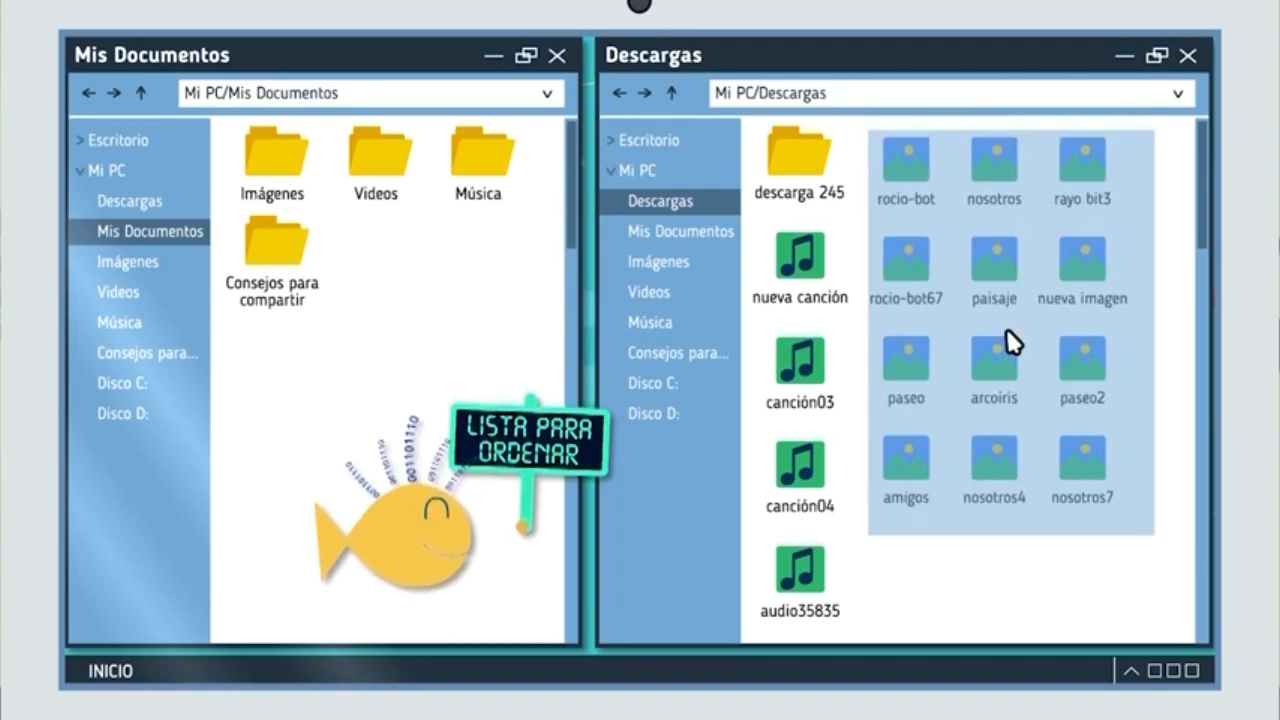 Mis Documentos
Mi PC/Mis Documentos
Escritorio
Mi PC
Descargas
Mis Documentos
Imágenes
Videos
Música
Consejos para...
Disco C:
Disco D:
Imágenes
Videos
Música
Consejos para
compartir
LISTA PARA
ORDENAR
Descargas
Mi PC/Descargas
Escritorio
Mi PC
Descargas
Mis Documentos
Imágenes
Videos
Música
Consejos para...
Disco C:
Disco D:
descarga 245
rocio-bot
nosotros
rayo bit3
nueva canción
rocio-bot67
paisaje
nueva imagen
canción03
paseo
arcoiris
paseo2
canción04
amigos
nosotros4
nosotros7
audio35835
INICIO